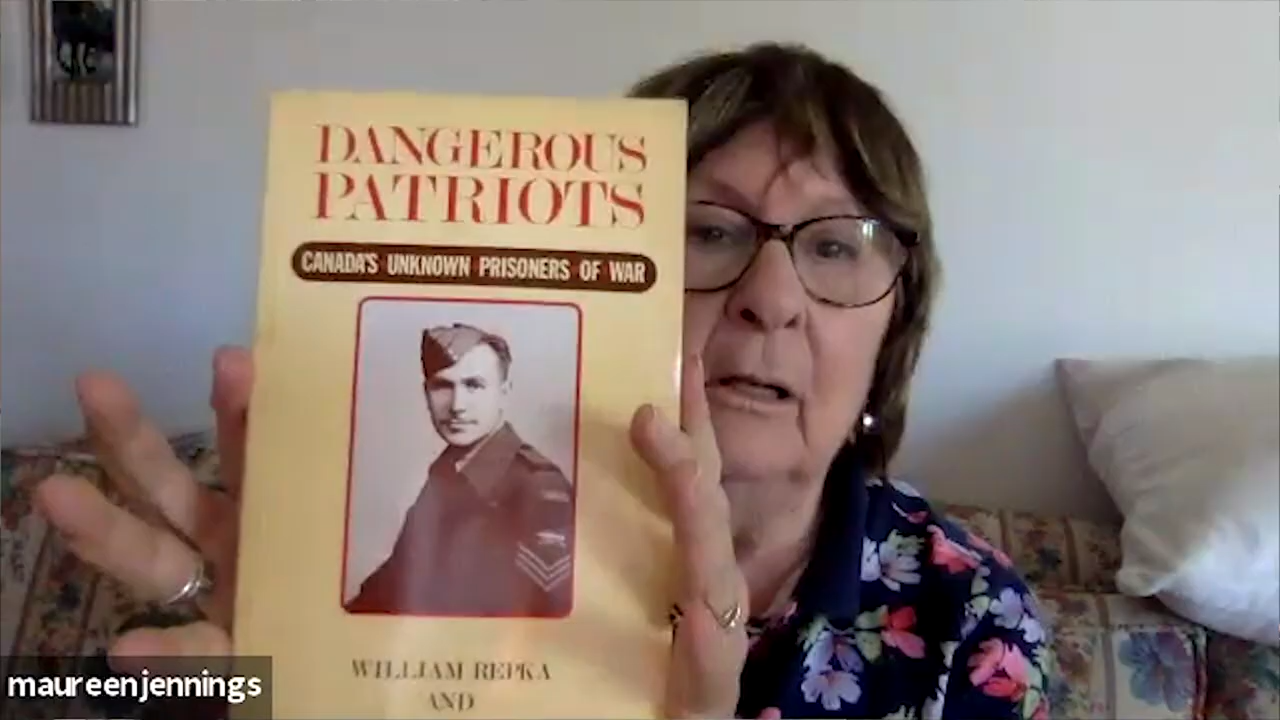 DANGEROUS
PATRIOTS
CANADA'S UNKNOWN PRISONERS OF WAR
WILLIAM REPKA
AND
maureenjennings